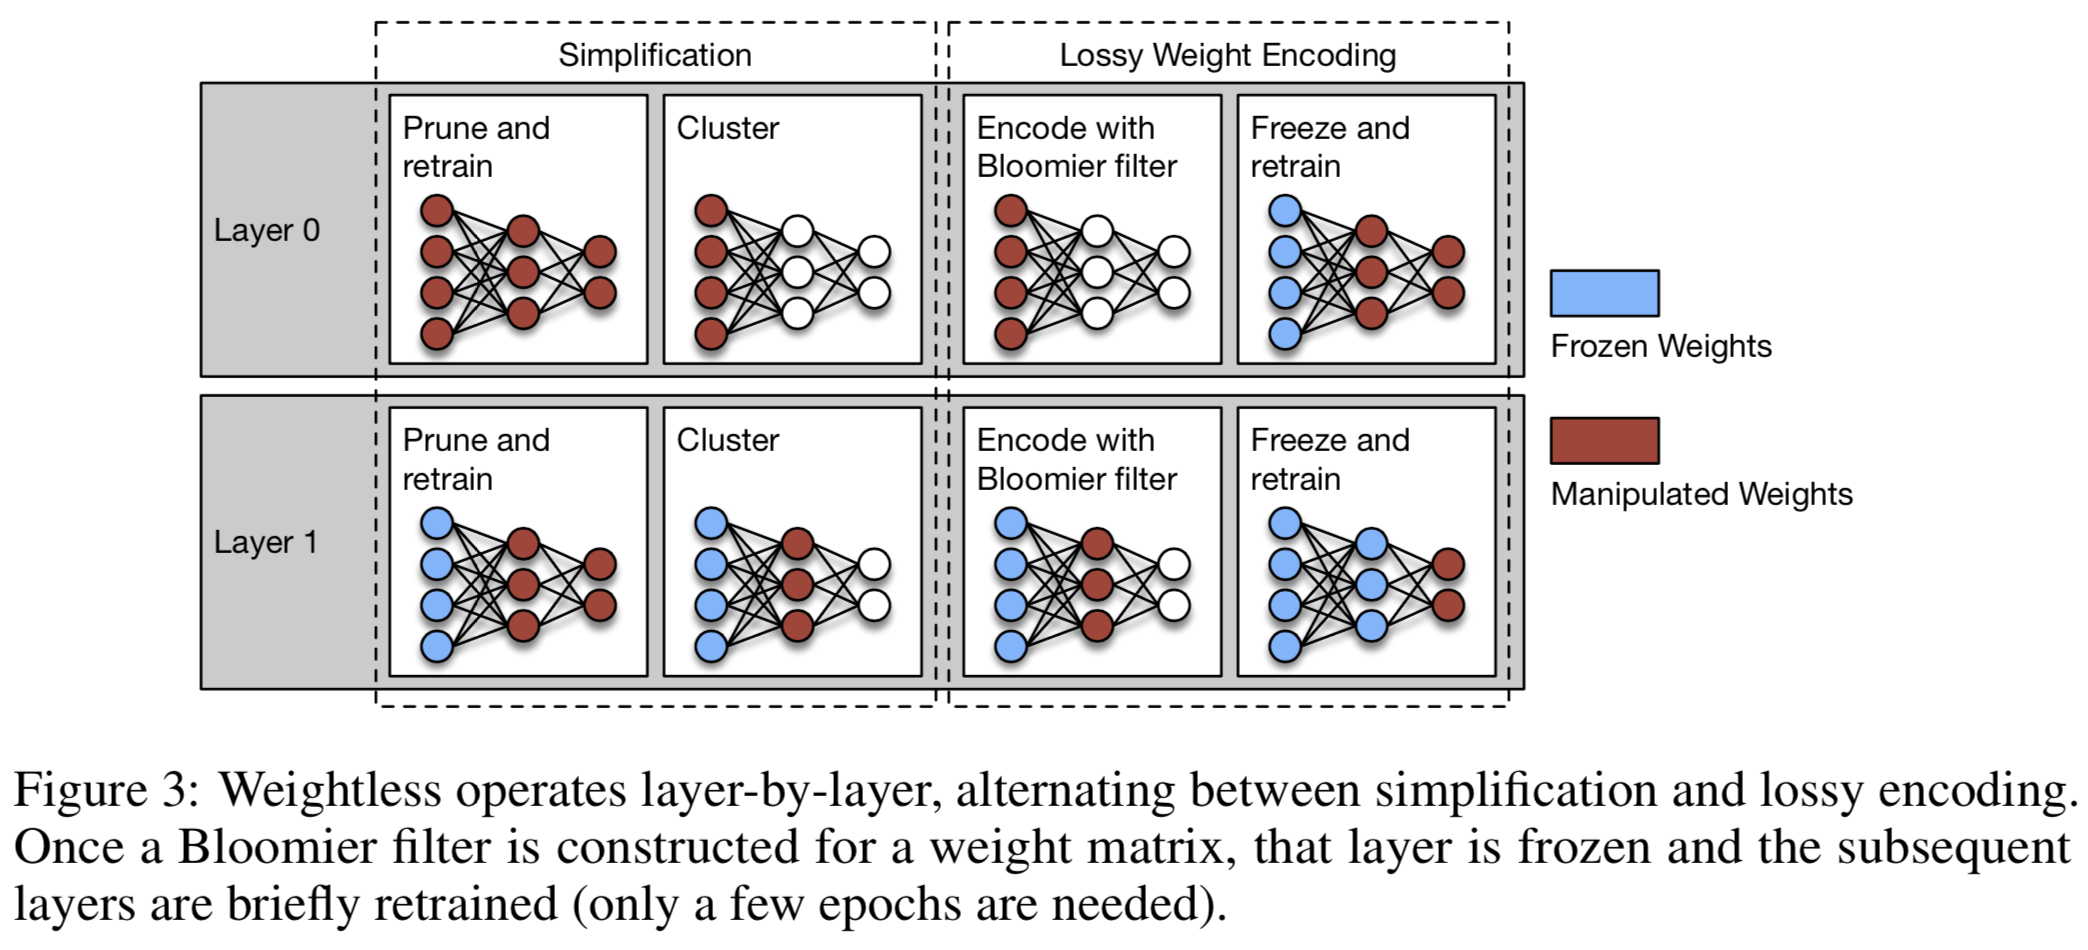 Simplification
Lossy Weight Encoding
Layer 0
Prune and
retrain
Cluster
Encode with
Bloomier filter
Freeze and
retrain
Layer 1
Prune and
retrain
Cluster
Encode with
Bloomier filter
Freeze and
retrain
Frozen Weights
Manipulated Weights
Figure 3: Weightless operates layer-by-layer, alternating between simplification and lossy encoding.
Once a Bloomier filter is constructed for a weight matrix, that layer is frozen and the subsequent
layers are briefly retrained (only a few epochs are needed).